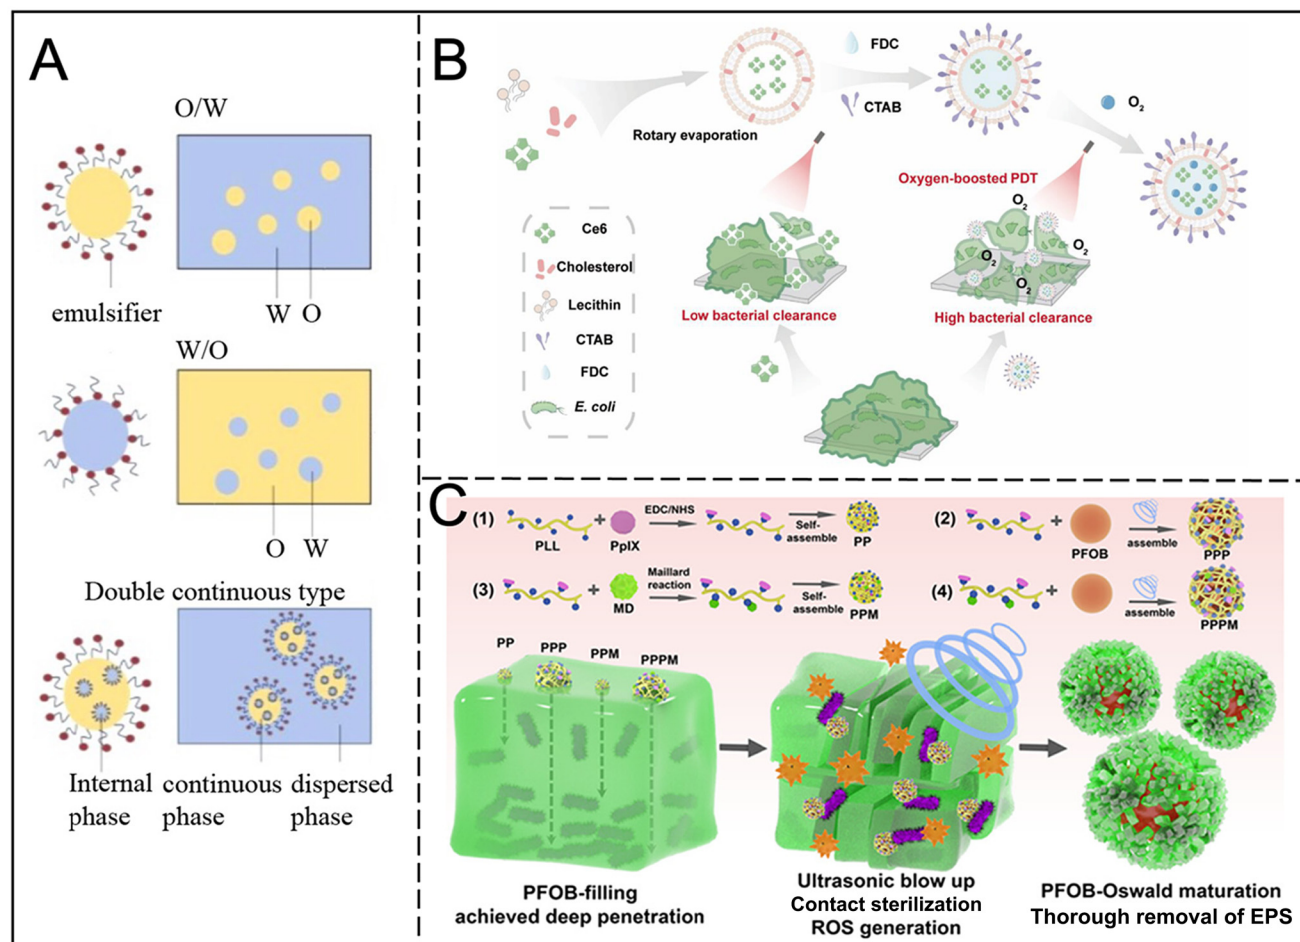 A
O/W
emulsifier
W O
W/O
O W
Double continuous type
Internal continuous dispersed
phase phase phase
B
FDC
CTAB
O2
Rotary evaporation
Oxygen-boosted PDT
O2
O2
O2
O2
Ce6
Cholesterol
Lecithin
CTAB
FDC
E. coli
Low bacterial clearance
High bacterial clearance
C
(1) + EDC/NHS
PLL PpIX Self-assemble PP
(2) + assemble
PFOB PPP
(3) + Maillard reaction
MD Self-assemble PPM
(4) + assemble
PPPM
PP PPP PPM PPPM
PFOB-filling
achieved deep penetration
Ultrasonic blow up
Contact sterilization
ROS generation
PFOB-Oswald maturation
Thorough removal of EPS